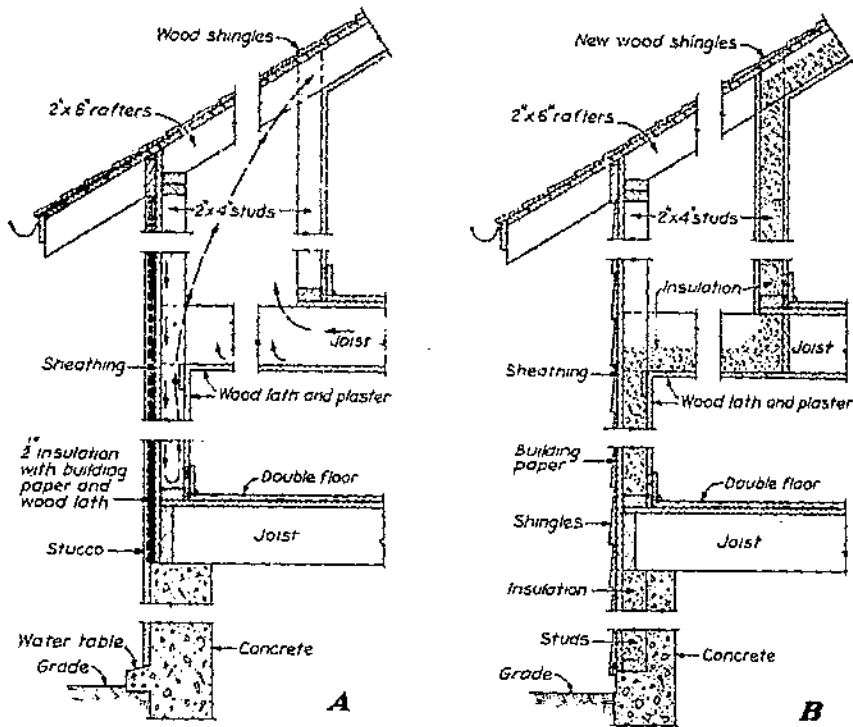 Wood shingles
2"x 6" rafters
2"x 4" studs
Joist
Sheathing
Wood lath and plaster
1/2" insulation
with building
paper and
wood lath
Double floor
Joist
Stucco
Water table
Grade
Concrete
A
New wood shingles
2"x 6" rafters
2"x 4" studs
Insulation
Joist
Sheathing
Wood lath and plaster
Building
paper
Double floor
Shingles
Joist
Insulation
Studs
Concrete
Grade
B